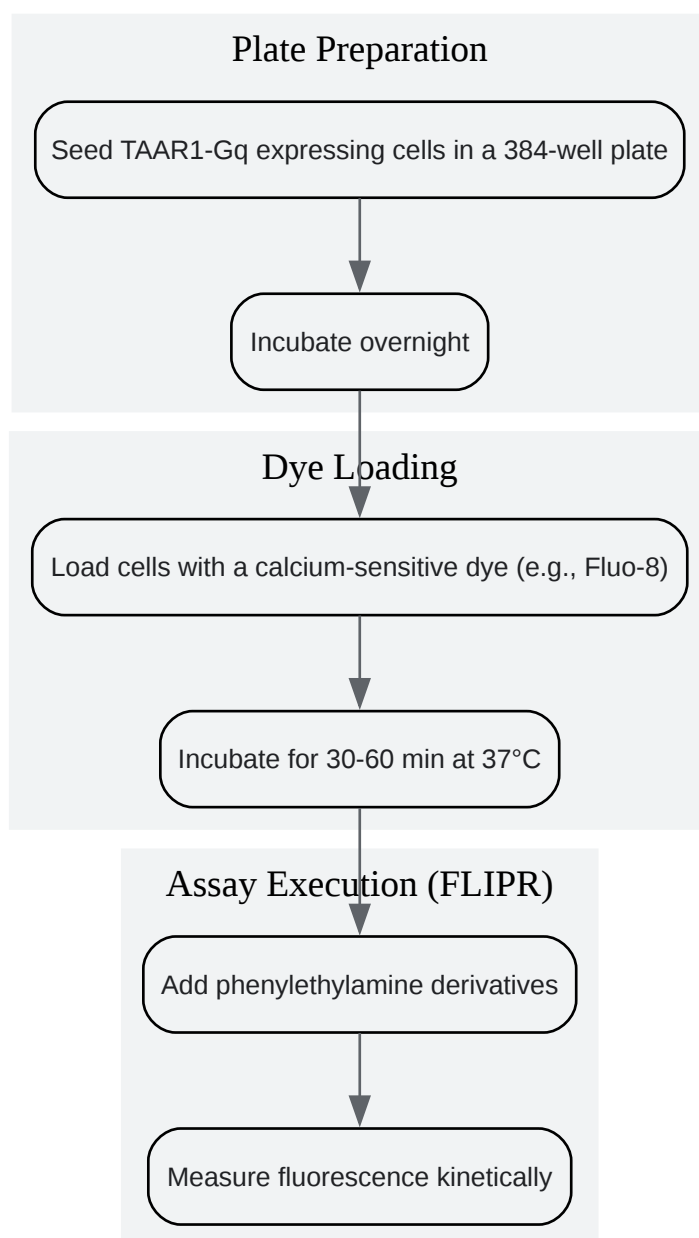 Plate Preparation
Seed TAAR1-Gq expressing cells in a 384-well plate
Incubate overnight
Dye Loading
Load cells with a calcium-sensitive dye (e.g., Fluo-8)
Incubate for 30-60 min at 37°C
Assay Execution (FLIPR)
Add phenylethylamine derivatives
Measure fluorescence kinetically